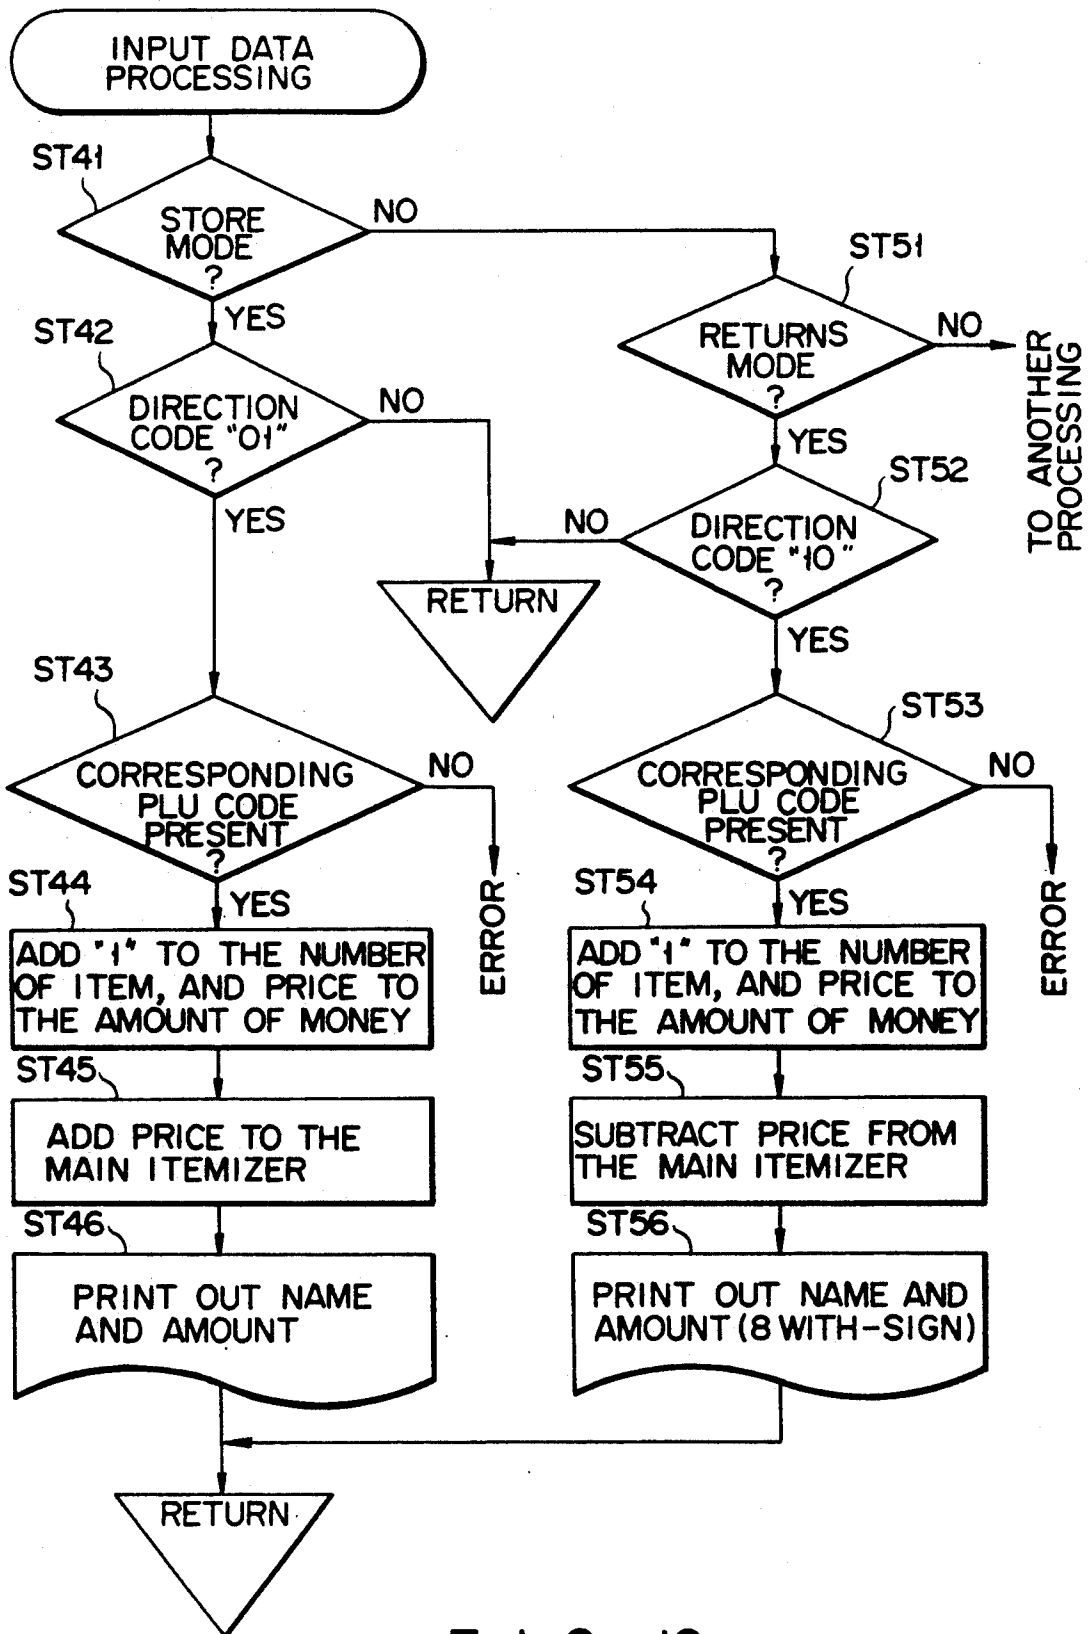 INPUT DATA
PROCESSING
ST41
STORE
MODE
?
NO
YES
ST51
RETURNS
MODE
?
NO
TO ANOTHER
PROCESSING
YES
ST42
DIRECTION
CODE "01"
?
NO
YES
ST52
DIRECTION
CODE "10"
?
NO
YES
RETURN
ST43
CORRESPONDING
PLU CODE
PRESENT
?
NO
ERROR
YES
ST53
CORRESPONDING
PLU CODE
PRESENT
?
NO
ERROR
YES
ST44
ADD "1" TO THE NUMBER
OF ITEM, AND PRICE TO
THE AMOUNT OF MONEY
ST54
ADD "1" TO THE NUMBER
OF ITEM, AND PRICE TO
THE AMOUNT OF MONEY
ST45
ADD PRICE TO THE
MAIN ITEMIZER
ST55
SUBTRACT PRICE FROM
THE MAIN ITEMIZER
ST46
PRINT OUT NAME
AND AMOUNT
ST56
PRINT OUT NAME AND
AMOUNT (8 WITH-SIGN)
RETURN